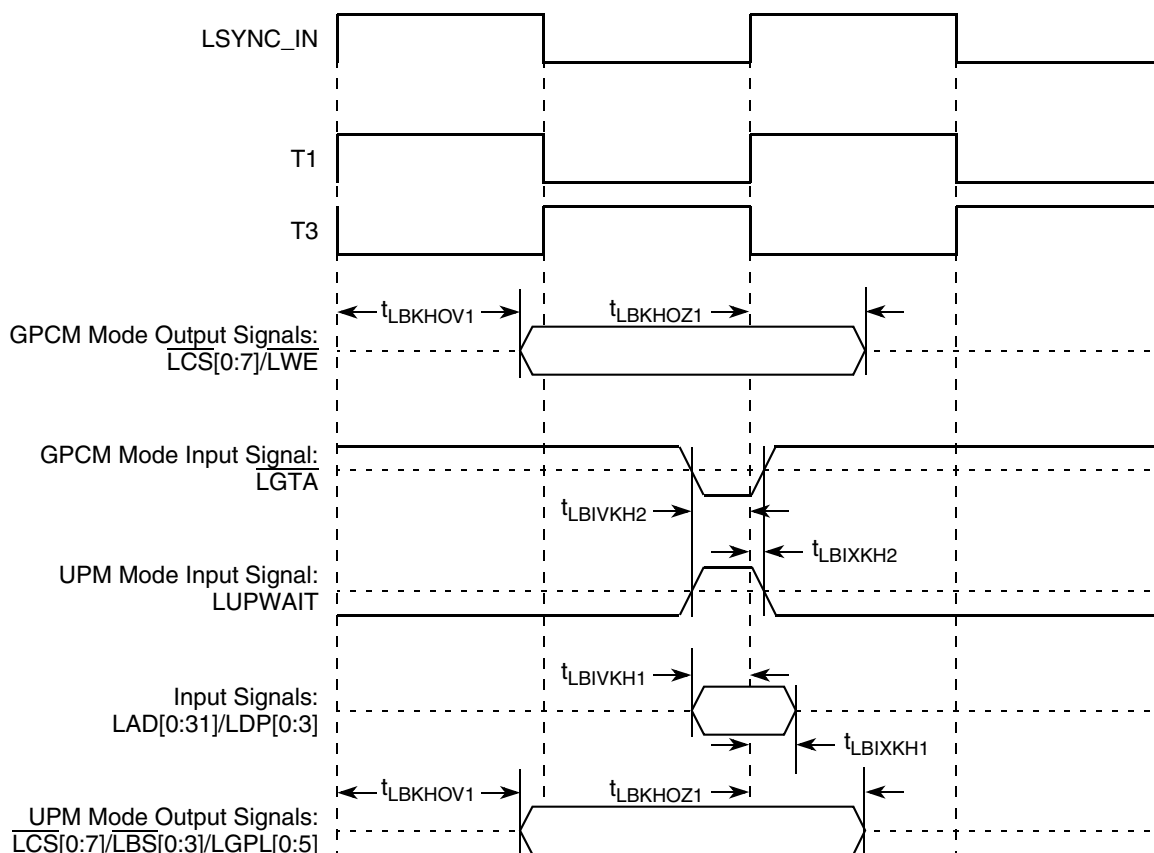 LSYNC_IN
T1
T3
tLBKHOV1
tLBKHOZ1
GPCM Mode Output Signals:
LCS[0:7]/LWE
GPCM Mode Input Signal:
LGTA
tLBIVKH2
tLBIXKH2
UPM Mode Input Signal:
LUPWAIT
tLBIVKH1
Input Signals:
LAD[0:31]/LDP[0:3]
tLBIXKH1
tLBKHOV1
tLBKHOZ1
UPM Mode Output Signals:
LCS[0:7]/LBS[0:3]/LGPL[0:5]